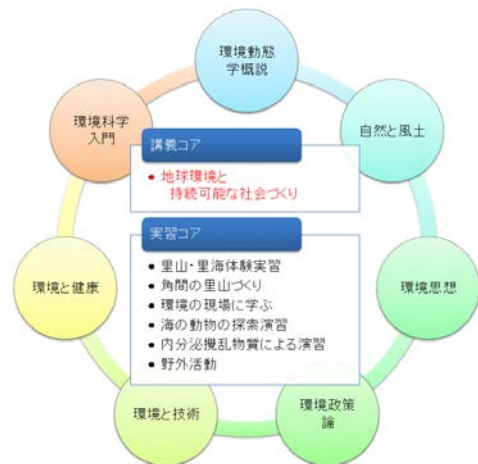 環境動態
学概説
環境科学
入門
自然と風土
講義コア
• 地球環境と
持続可能な社会づくり
実習コア
• 里山・里海体験実習
• 角間の里山づくり
• 環境の現場に学ぶ
• 海の動物の探索演習
• 内分泌攪乱物質による演習
• 野外活動
環境と健康
環境思想
環境と技術
環境政策
論